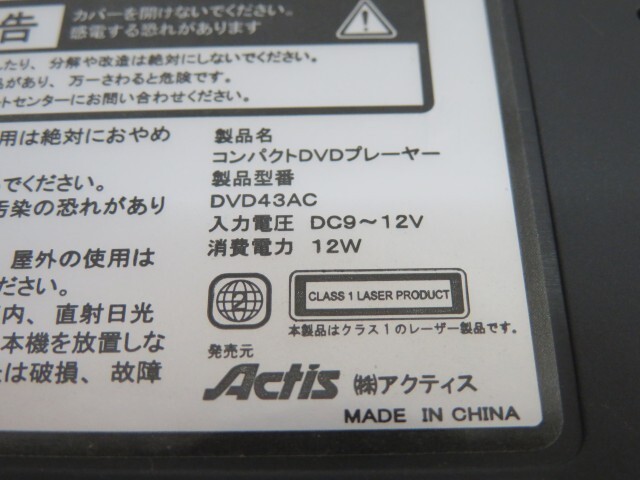 告
カバーを開けないでください。
感電する恐れがあります
したり、分解や改造は絶対にしないでください。
があり、万一さわると危険です。
ートセンターにお問い合わせください。
用は絶対におやめ
でください。
汚染の恐れがあり
屋外の使用は
ださい。
内、直射日光
本機を放置しな
は破損、故障
製品名
コンパクトDVDプレーヤー
製品型番
DVD43AC
入力電圧 DC9～12V
消費電力 12W
2
CLASS 1 LASER PRODUCT
本製品はクラス1のレーザー製品です。
発売元
Actis ㈱アクティス
MADE IN CHINA